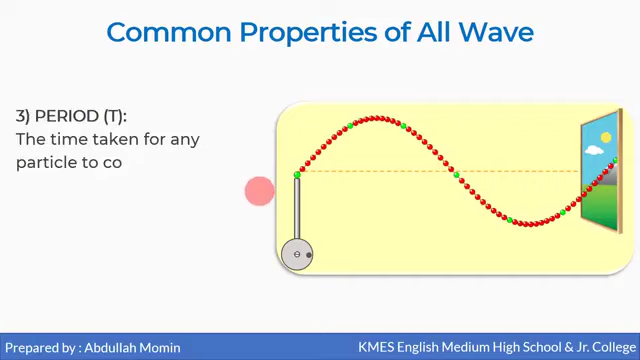 Common Properties of All Wave
3) PERIOD (T):
The time taken for any
particle to co
Prepared by : Abdullah Momin
KMES English Medium High School & Jr. College